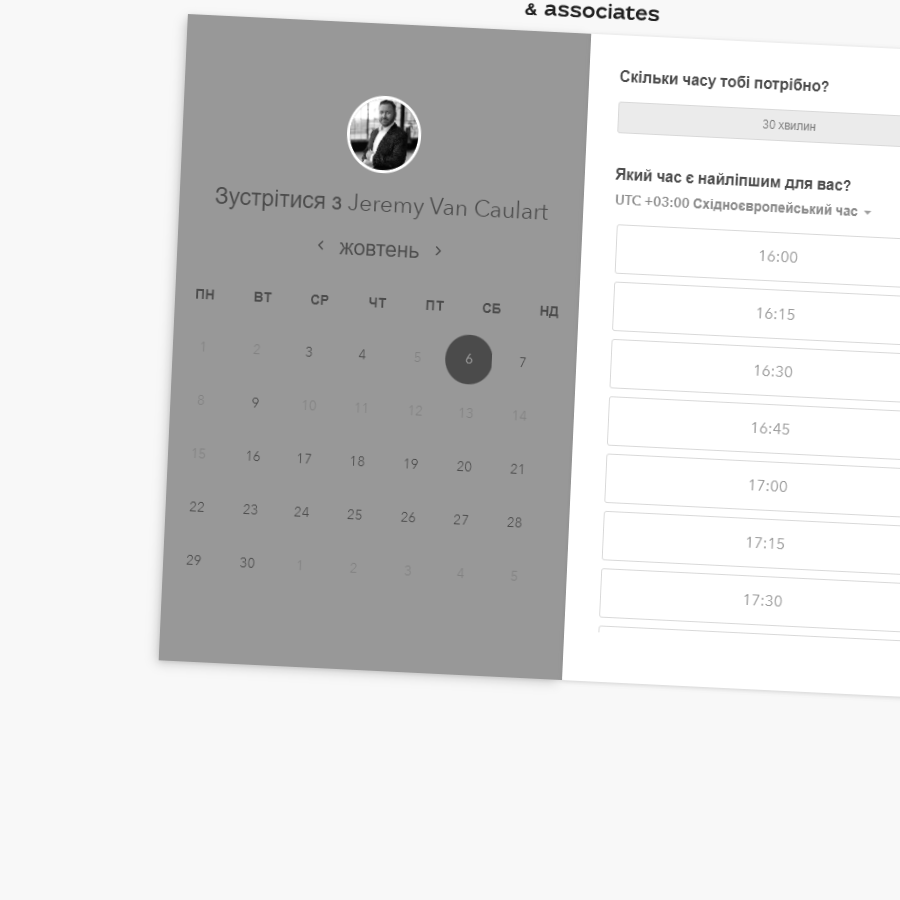 & associates
Зустрітися з Jeremy Van Caulart
жовтень
ПН ВТ СР ЧТ ПТ СБ НД
1 2 3 4 5 6 7
8 9 10 11 12 13 14
15 16 17 18 19 20 21
22 23 24 25 26 27 28
29 30 1 2 3 4 5
Скільки часу тобі потрібно?
30 хвилин
Який час є найліпшим для вас?
UTC +03:00 Східноєвропейський час
16:00
16:15
16:30
16:45
17:00
17:15
17:30